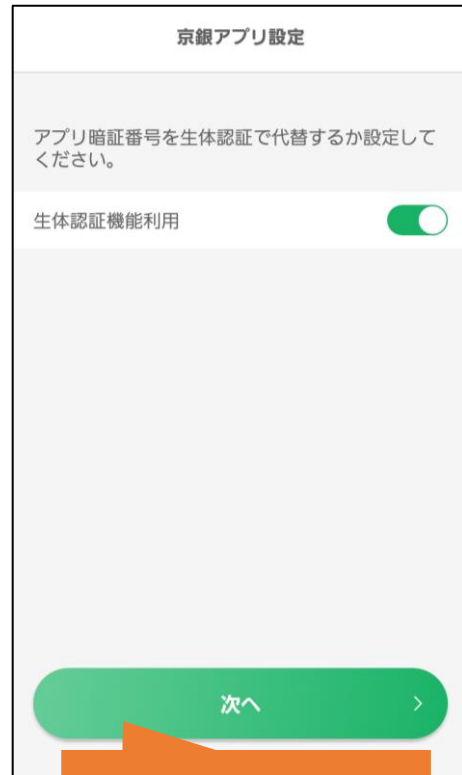 京銀アプリ設定
アプリ暗証番号を生体認証で代替するか設定して
ください。
生体認証機能利用
次へ